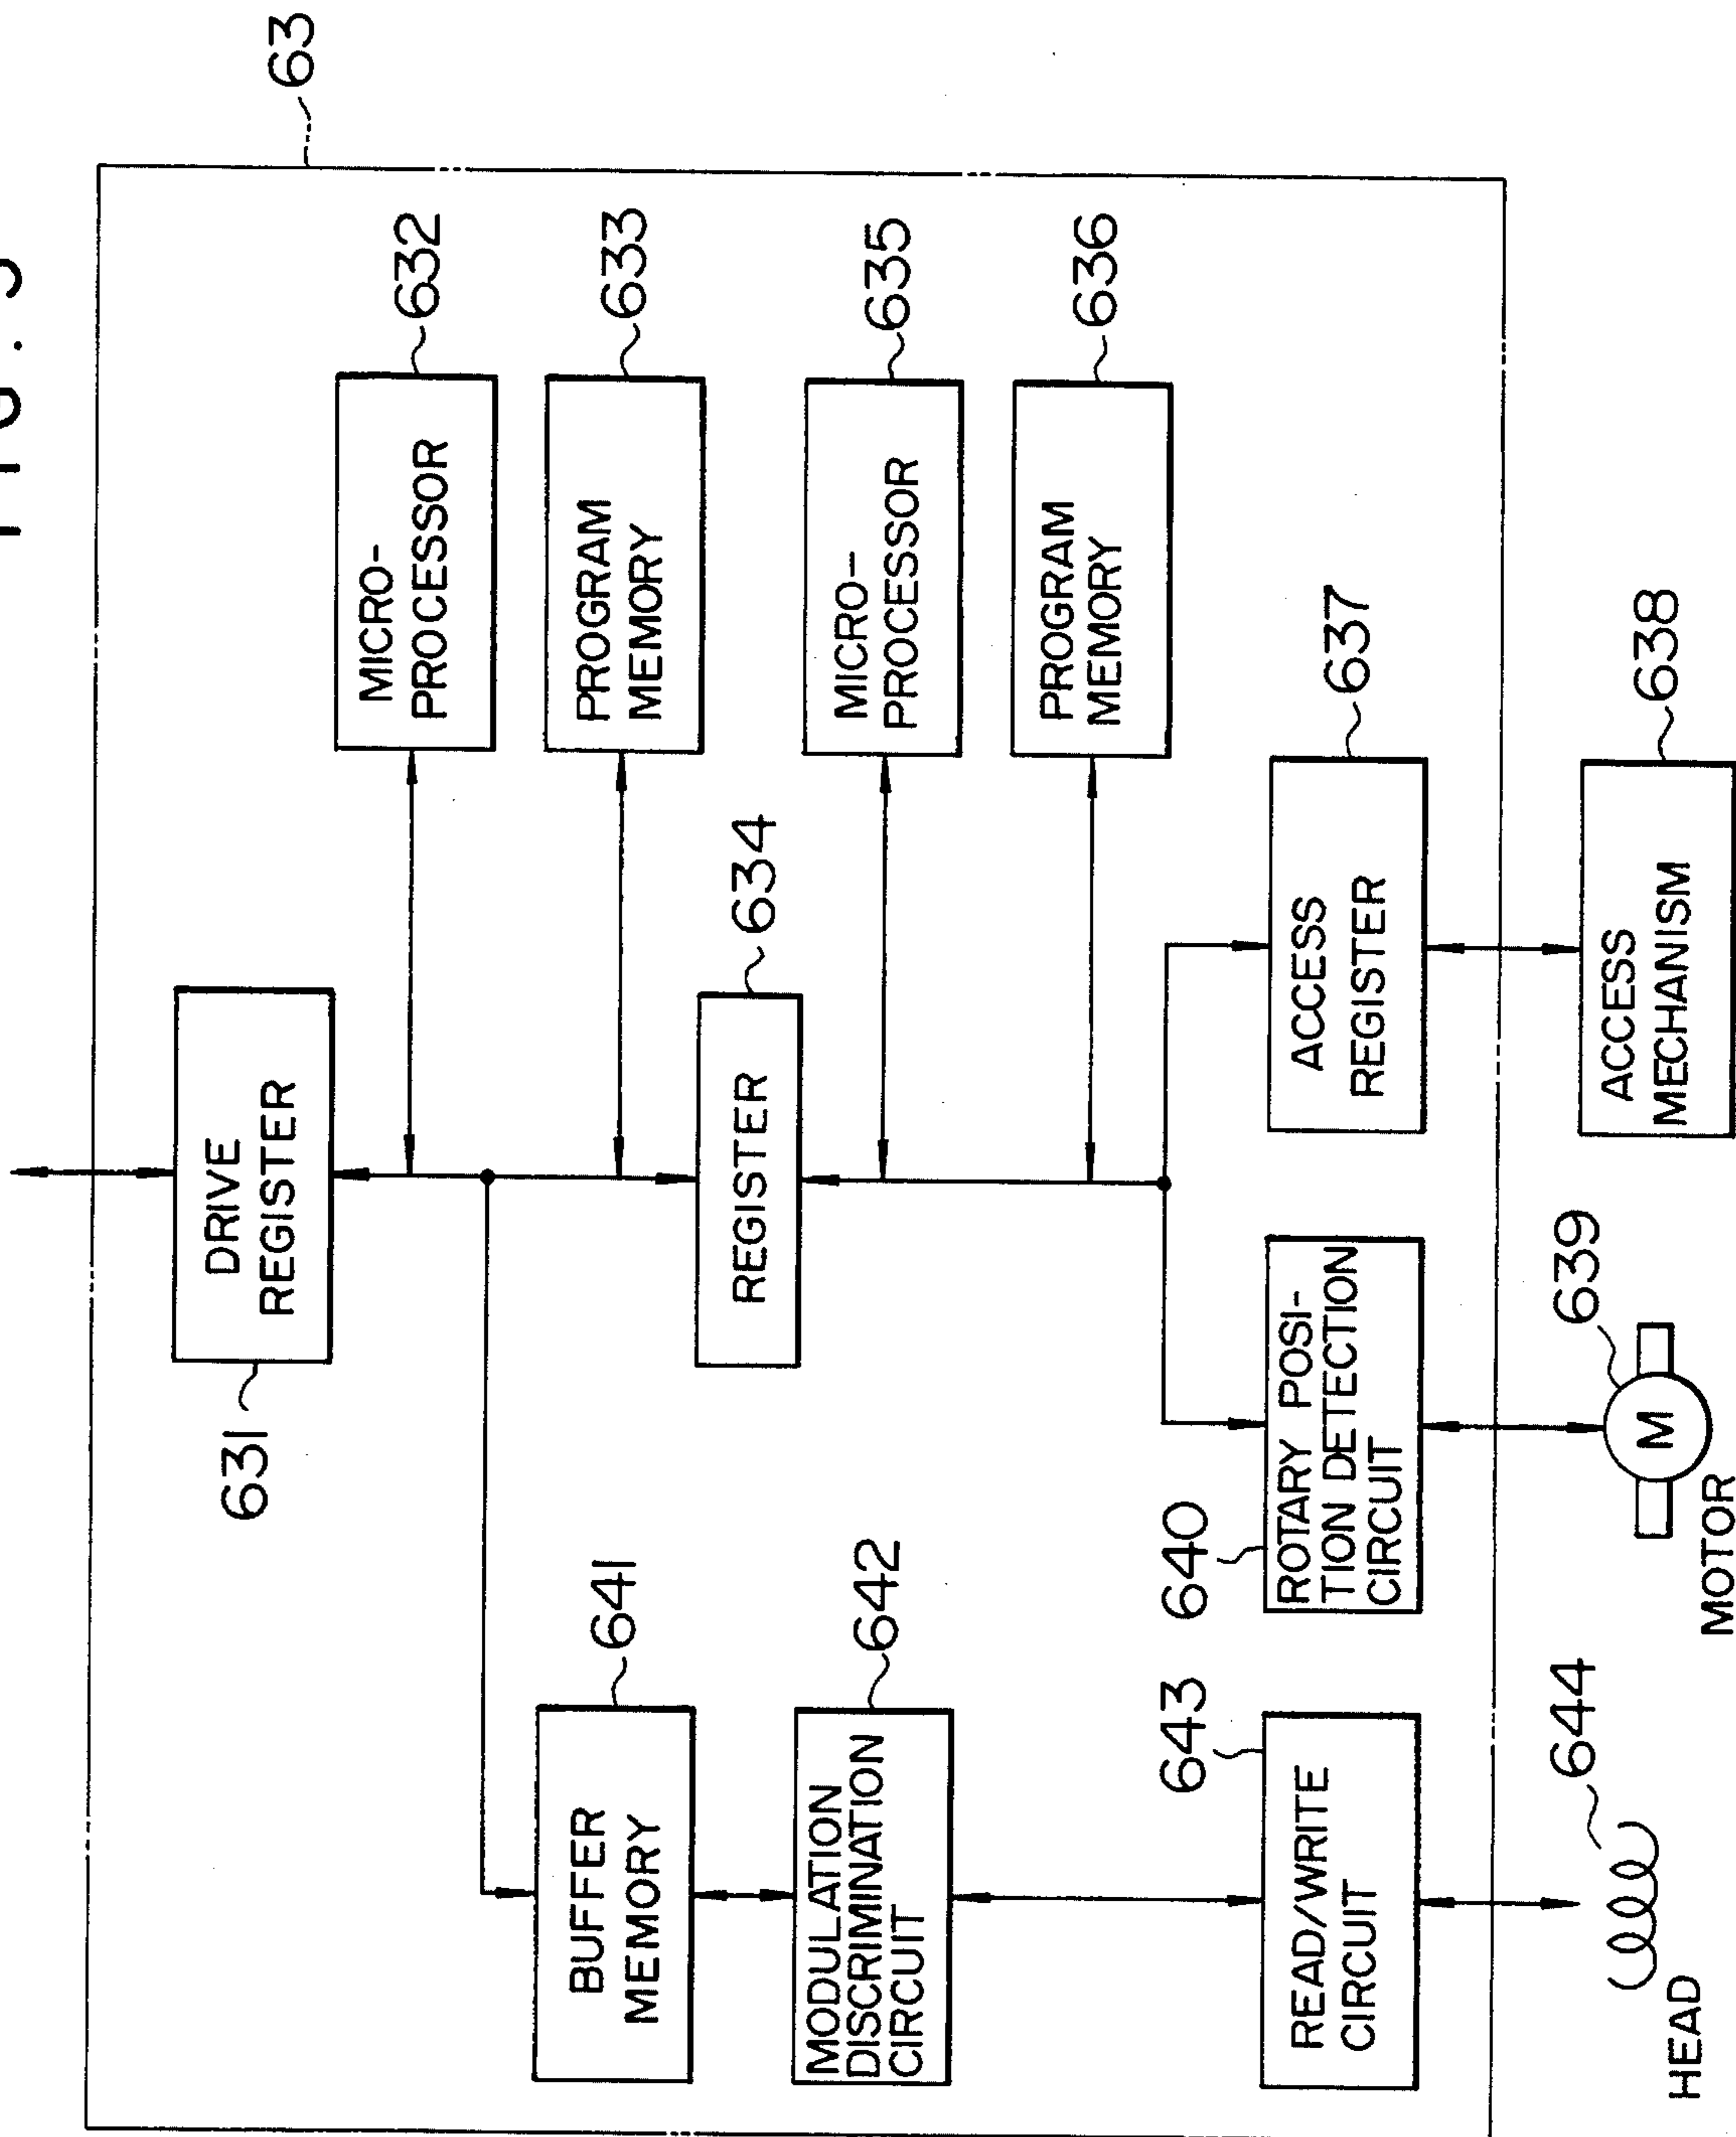 FIG.
63
631
DRIVE
REGISTER
MICRO-
PROCESSOR
632
PROGRAM
MEMORY
633
BUFFER
MEMORY
641
REGISTER
634
MODULATION
DISCRIMINATION
CIRCUIT
642
MICRO-
PROCESSOR
635
PROGRAM
MEMORY
636
READ/WRITE
CIRCUIT
643
ROTARY POSI-
TION DETECTION
CIRCUIT
640
ACCESS
REGISTER
637
HEAD
644
MOTOR
M
639
ACCESS
MECHANISM
638